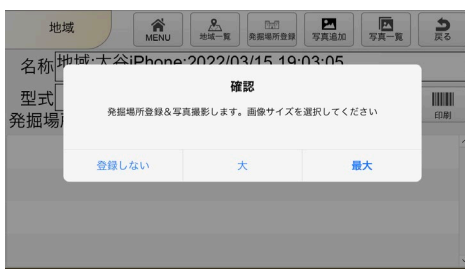 地域
MENU
地域一覧
発掘場所登録
写真追加
写真一覧
戻る
名称
地域:大谷iPhone:2022/03/15 19:03:05
型式
発掘場
印刷
確認
発掘場所登録&写真撮影します。画像サイズを選択してください
登録しない
大
最大